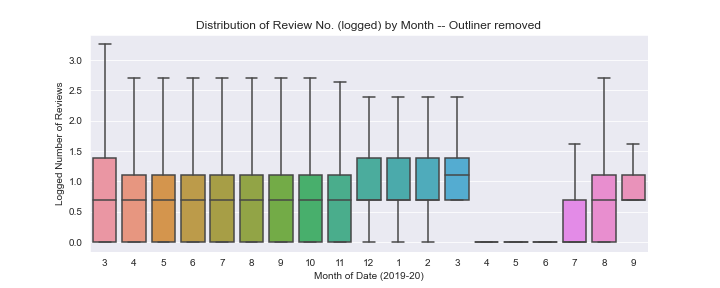 Distribution of Review No. (logged) by Month -- Outliner removed
Logged Number of Reviews
3.0
2.5
2.0
1.5
1.0
0.5
0.0
3 4 5 6 7 8 9 10 11 12 1 2 3 4 5 6 7 8 9
Month of Date (2019-20)